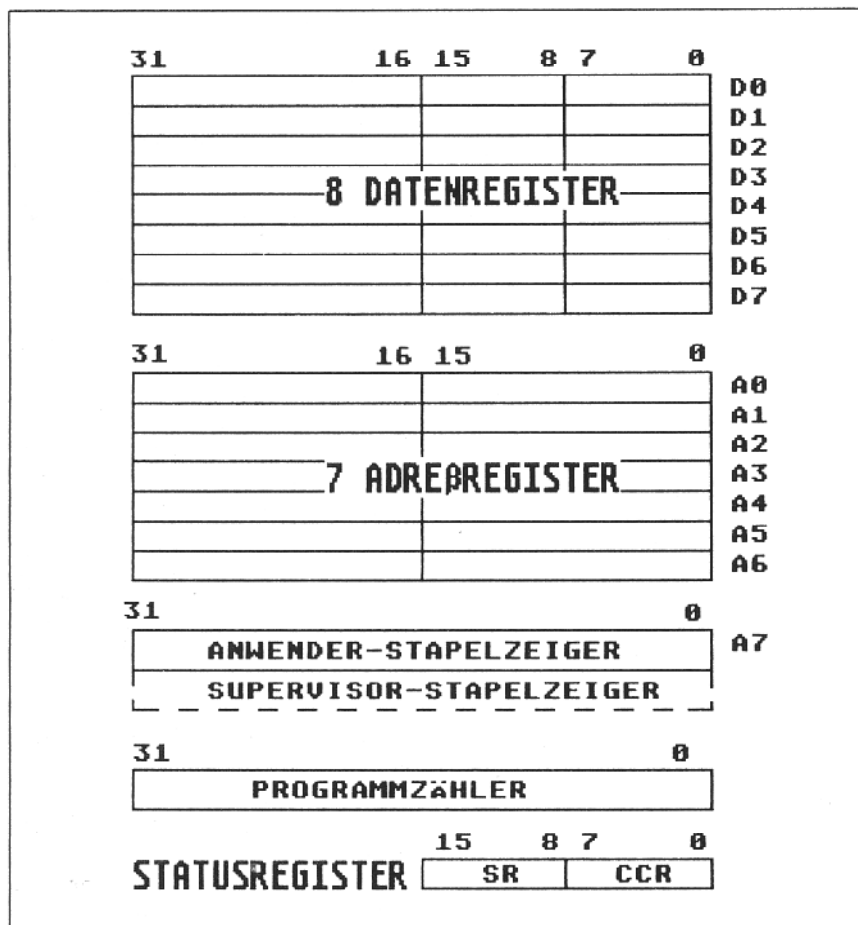 31 16 15 8 7 0
D0
D1
D2
D3
8 DATENREGISTER
D4
D5
D6
D7
31 16 15 0
A0
A1
A2
7 ADREβREGISTER A3
A4
A5
A6
31 0
ANWENDER-STAPELZEIGER A7
SUPERVISOR-STAPELZEIGER
31 0
PROGRAMMZÄHLER
15 8 7 0
STATUSREGISTER SR CCR